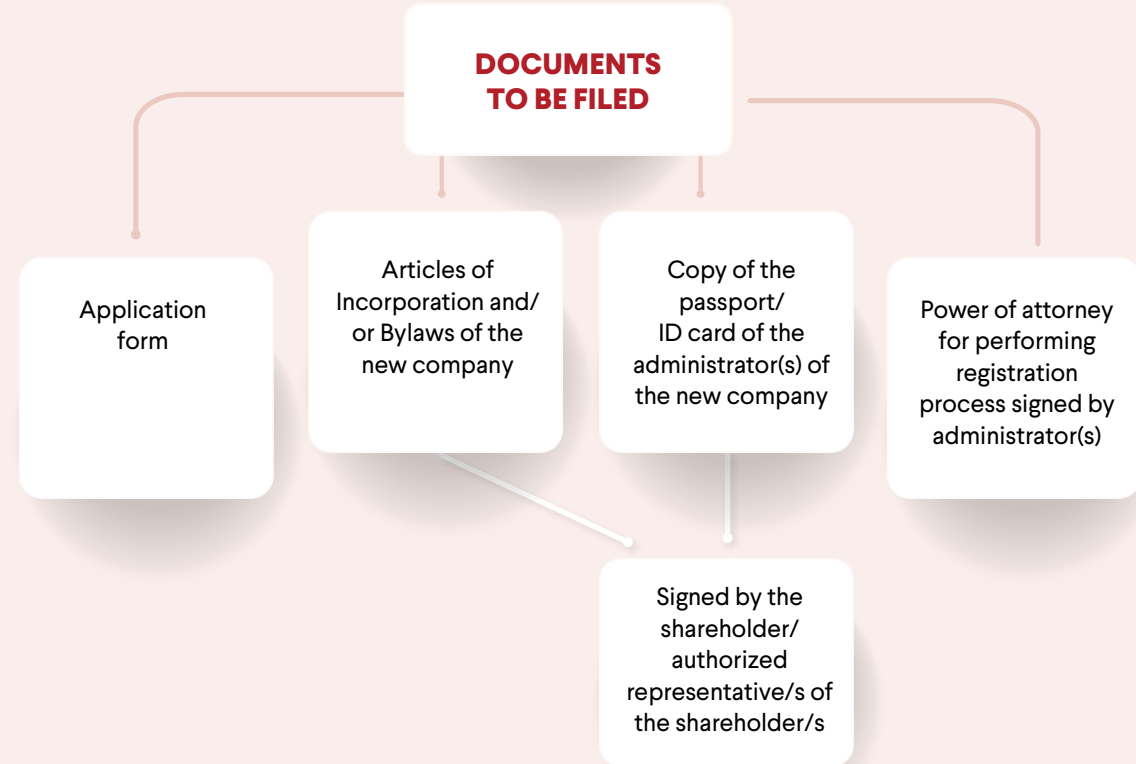 DOCUMENTS
TO BE FILED
Application
form
Articles of
Incorporation and/
or Bylaws of the
new company
Copy of the
passport/
ID card of the
administrator(s) of
the new company
Power of attorney
for performing
registration
process signed by
administrator(s)
Signed by the
shareholder/
authorized
representative/s of
the shareholder/s